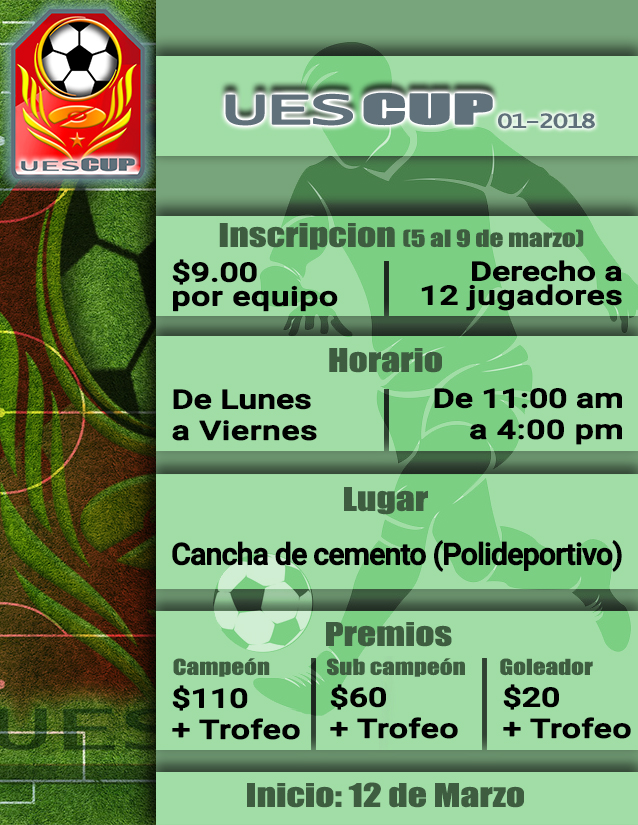 UESCUP
UES CUP 01-2018
Inscripcion (5 al 9 de marzo)
$9.00
por equipo
Derecho a
12 jugadores
Horario
De Lunes
a Viernes
De 11:00 am
a 4:00 pm
Lugar
Cancha de cemento (Polideportivo)
Premios
Campeón
$110
+ Trofeo
Sub campeón
$60
+ Trofeo
Goleador
$20
+ Trofeo
Inicio: 12 de Marzo
UES